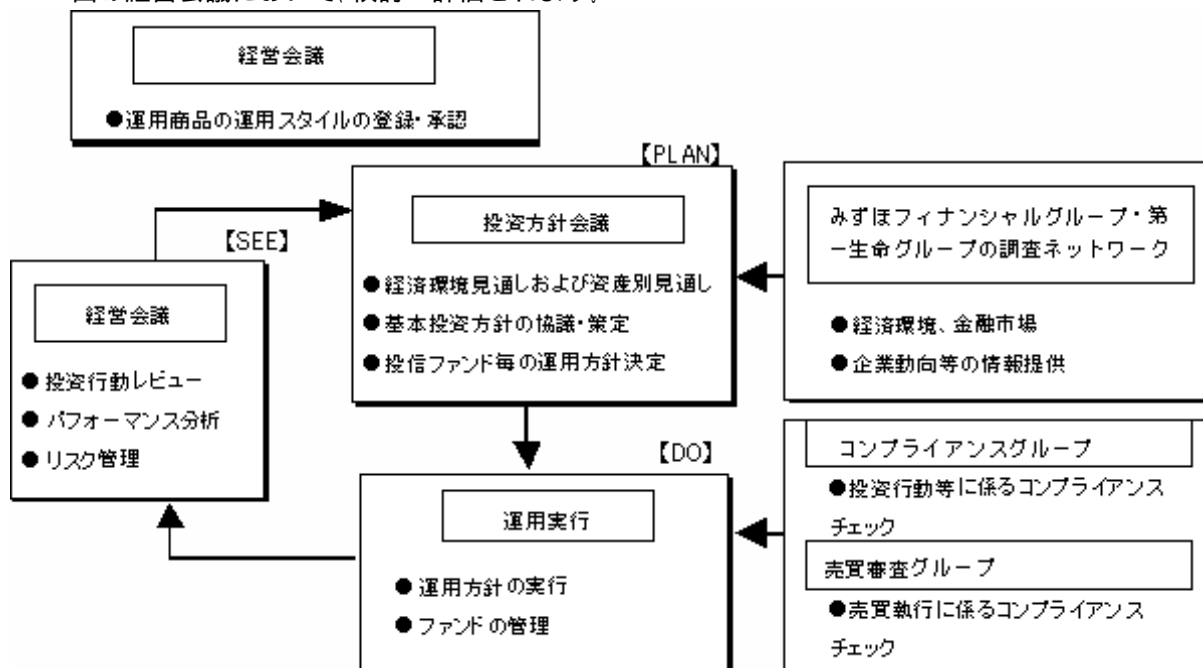 経営会議
●運用商品の運用スタイルの登録・承認
【PLAN】
投資方針会議
●経済環境見通しおよび資産別見通し
●基本投資方針の協議・策定
●投信ファンド毎の運用方針決定
みずほフィナンシャルグループ・第
一生命グループの調査ネットワーク
●経済環境、金融市場
●企業動向等の情報提供
【SEE】
経営会議
●投資行動レビュー
●パフォーマンス分析
●リスク管理
【DO】
運用実行
●運用方針の実行
●ファンドの管理
コンプライアンスグループ
●投資行動等に係るコンプライアンス
チェック
売買審査グループ
●売買執行に係るコンプライアンス
チェック